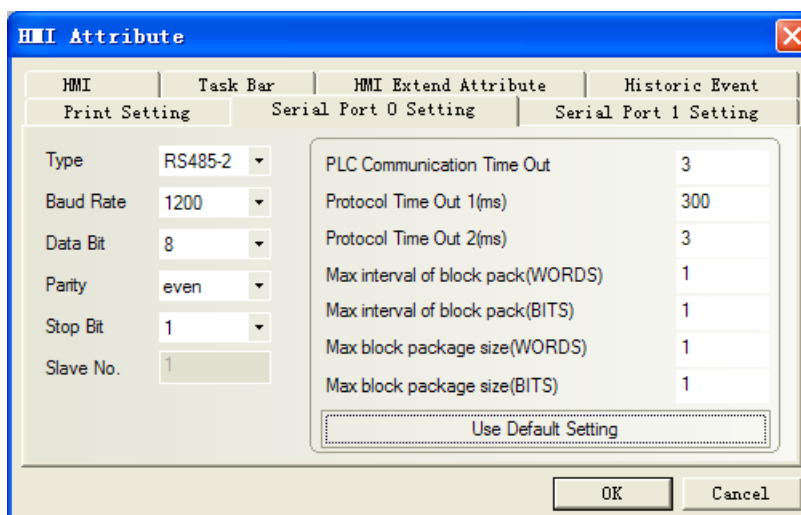 HMI Attribute
HMI
Task Bar
HMI Extend Attribute
Historic Event
Print Setting
Serial Port 0 Setting
Serial Port 1 Setting
Type RS485-2
Baud Rate 1200
Data Bit 8
Parity even
Stop Bit 1
Slave No. 1
PLC Communication Time Out 3
Protocol Time Out 1(ms) 300
Protocol Time Out 2(ms) 3
Max interval of block pack(WORDS) 1
Max interval of block pack(BITS) 1
Max block package size(WORDS) 1
Max block package size(BITS) 1
Use Default Setting
OK
Cancel